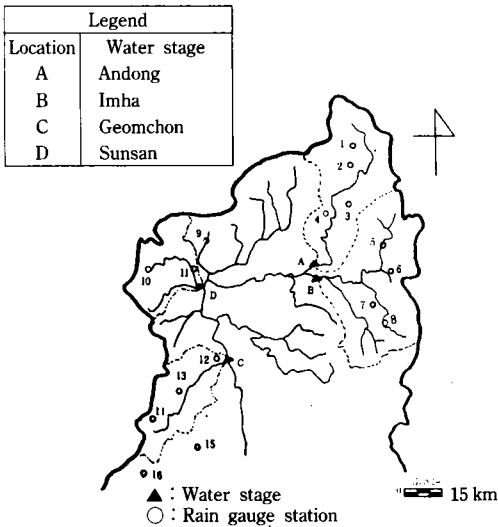 Legend
Location Water stage
A Andong
B Imha
C Geomchon
D Sunsan
1
2
3
4
5
9
A
10
11
6
B
D
7
8
12
C
13
11
15
16
15 km
▲ : Water stage
○ : Rain gauge station